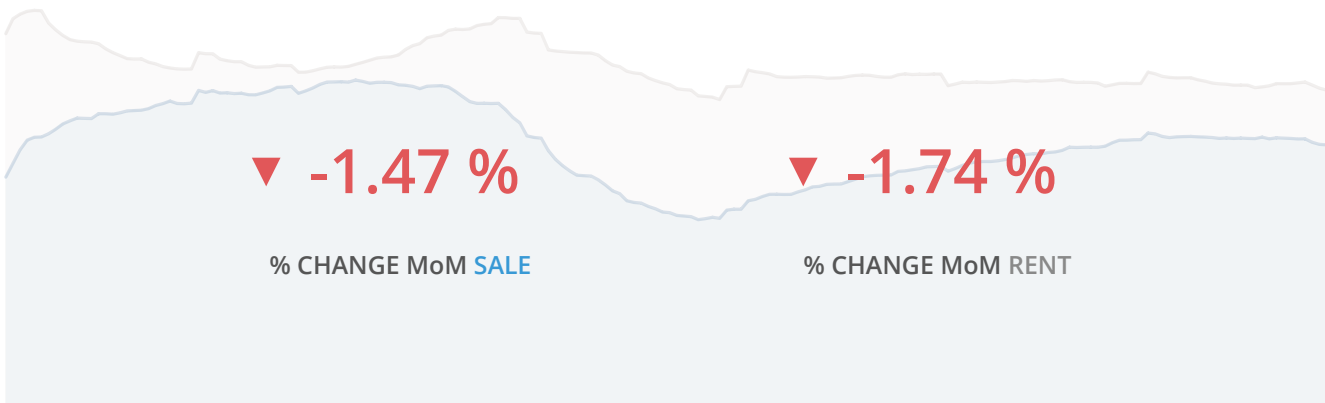 ▼ -1.47 %
% CHANGE MoM SALE
▼ -1.74 %
% CHANGE MoM RENT